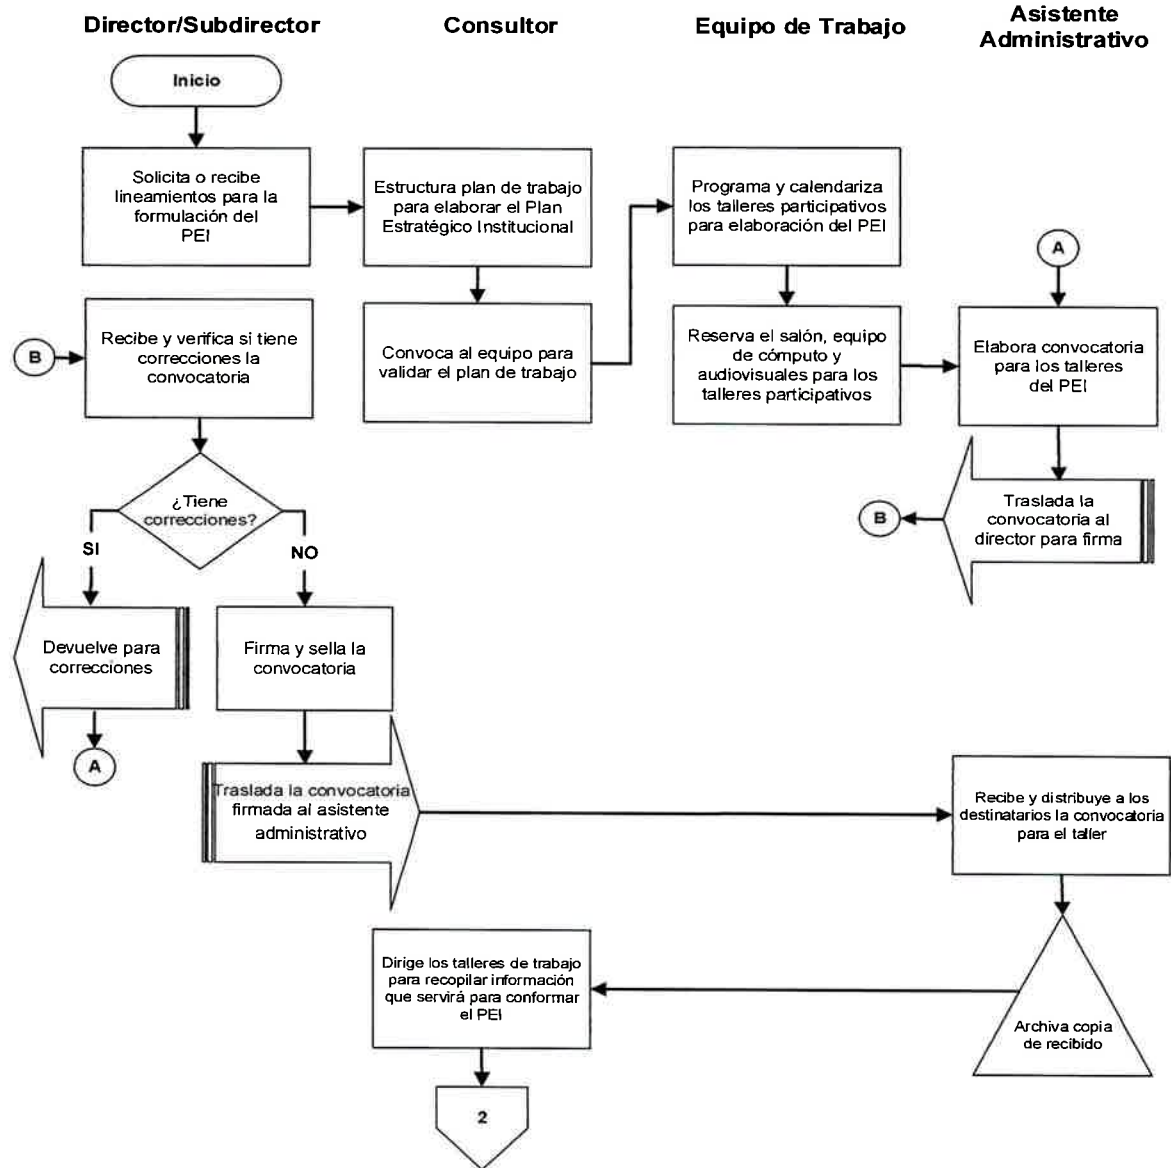 Director/Subdirector
Consultor
Equipo de Trabajo
Asistente
Administrativo
Inicio
Solicita o recibe
lineamientos para la
formulación del
PEI
Estructura plan de trabajo
para elaborar el Plan
Estratégico Institucional
Programa y calendariza
los talleres participativos
para elaboración del PEI
A
B
Recibe y verifica si tiene
correcciones la
convocatoria
Convoca al equipo para
validar el plan de trabajo
Reserva el salón, equipo
de cómputo y
audiovisuales para los
talleres participativos
Elabora convocatoria
para los talleres
del PEI
¿Tiene
correcciones?
SI
NO
B
Traslada la
convocatoria al
director para firma
Devuelve para
correcciones
Firma y sella la
convocatoria
A
Traslada la convocatoria
firmada al asistente
administrativo
Recibe y distribuye a los
destinatarios la convocatoria
para el taller
Dirige los talleres de trabajo
para recopilar información
que servirá para conformar
el PEI
Archiva copia
de recibido
2